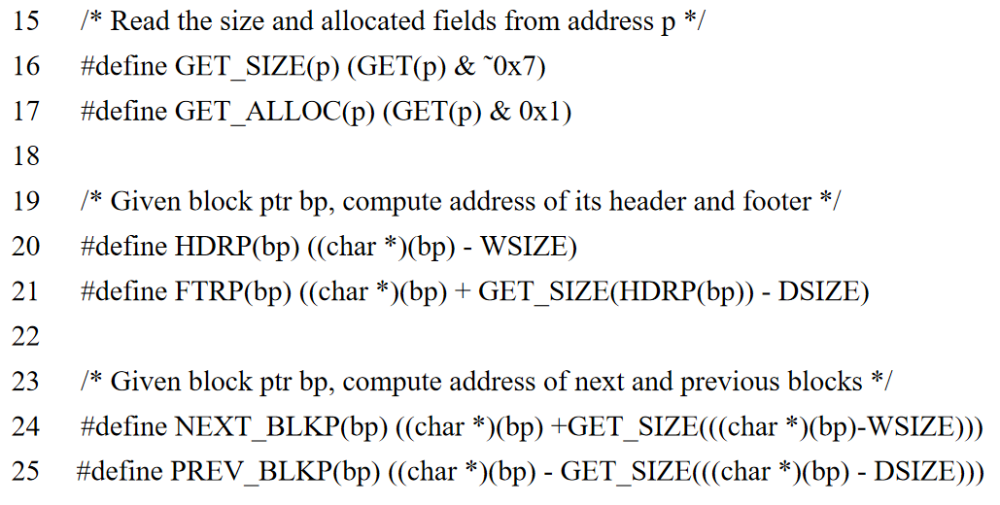 15 /* Read the size and allocated fields from address p */
16 #define GET_SIZE(p) (GET(p) & ˜0x7)
17 #define GET_ALLOC(p) (GET(p) & 0x1)
18
19 /* Given block ptr bp, compute address of its header and footer */
20 #define HDRP(bp) ((char *)(bp) - WSIZE)
21 #define FTRP(bp) ((char *)(bp) + GET_SIZE(HDRP(bp)) - DSIZE)
22
23 /* Given block ptr bp, compute address of next and previous blocks */
24 #define NEXT_BLKP(bp) ((char *)(bp) +GET_SIZE(((char *)(bp)-WSIZE)))
25 #define PREV_BLKP(bp) ((char *)(bp) - GET_SIZE(((char *)(bp) - DSIZE)))